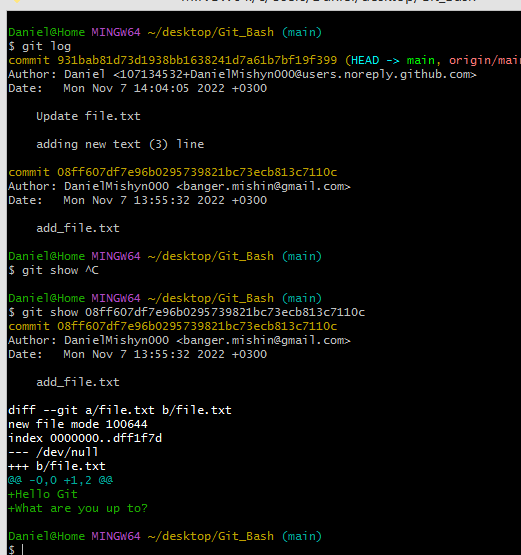 Daniel@Home MINGW64 ~/desktop/Git_Bash (main)
$ git log
commit 931bab81d73d1938bb1638241d7a61b7bf19f399 (HEAD -> main, origin/mai
Author: Daniel <107134532+DanielMishyn000@users.noreply.github.com>
Date:   Mon Nov 7 14:04:05 2022 +0300
    Update file.txt
    adding new text (3) line
commit 08ff607df7e96b0295739821bc73ecb813c7110c
Author: DanielMishyn000 <banger.mishin@gmail.com>
Date:   Mon Nov 7 13:55:32 2022 +0300
    add_file.txt
Daniel@Home MINGW64 ~/desktop/Git_Bash (main)
$ git show ^C
Daniel@Home MINGW64 ~/desktop/Git_Bash (main)
$ git show 08ff607df7e96b0295739821bc73ecb813c7110c
commit 08ff607df7e96b0295739821bc73ecb813c7110c
Author: DanielMishyn000 <banger.mishin@gmail.com>
Date:   Mon Nov 7 13:55:32 2022 +0300
    add_file.txt
diff --git a/file.txt b/file.txt
new file mode 100644
index 0000000..dff1f7d
--- /dev/null
+++ b/file.txt
@@ -0,0 +1,2 @@
+Hello Git
+What are you up to?
Daniel@Home MINGW64 ~/desktop/Git_Bash (main)
$